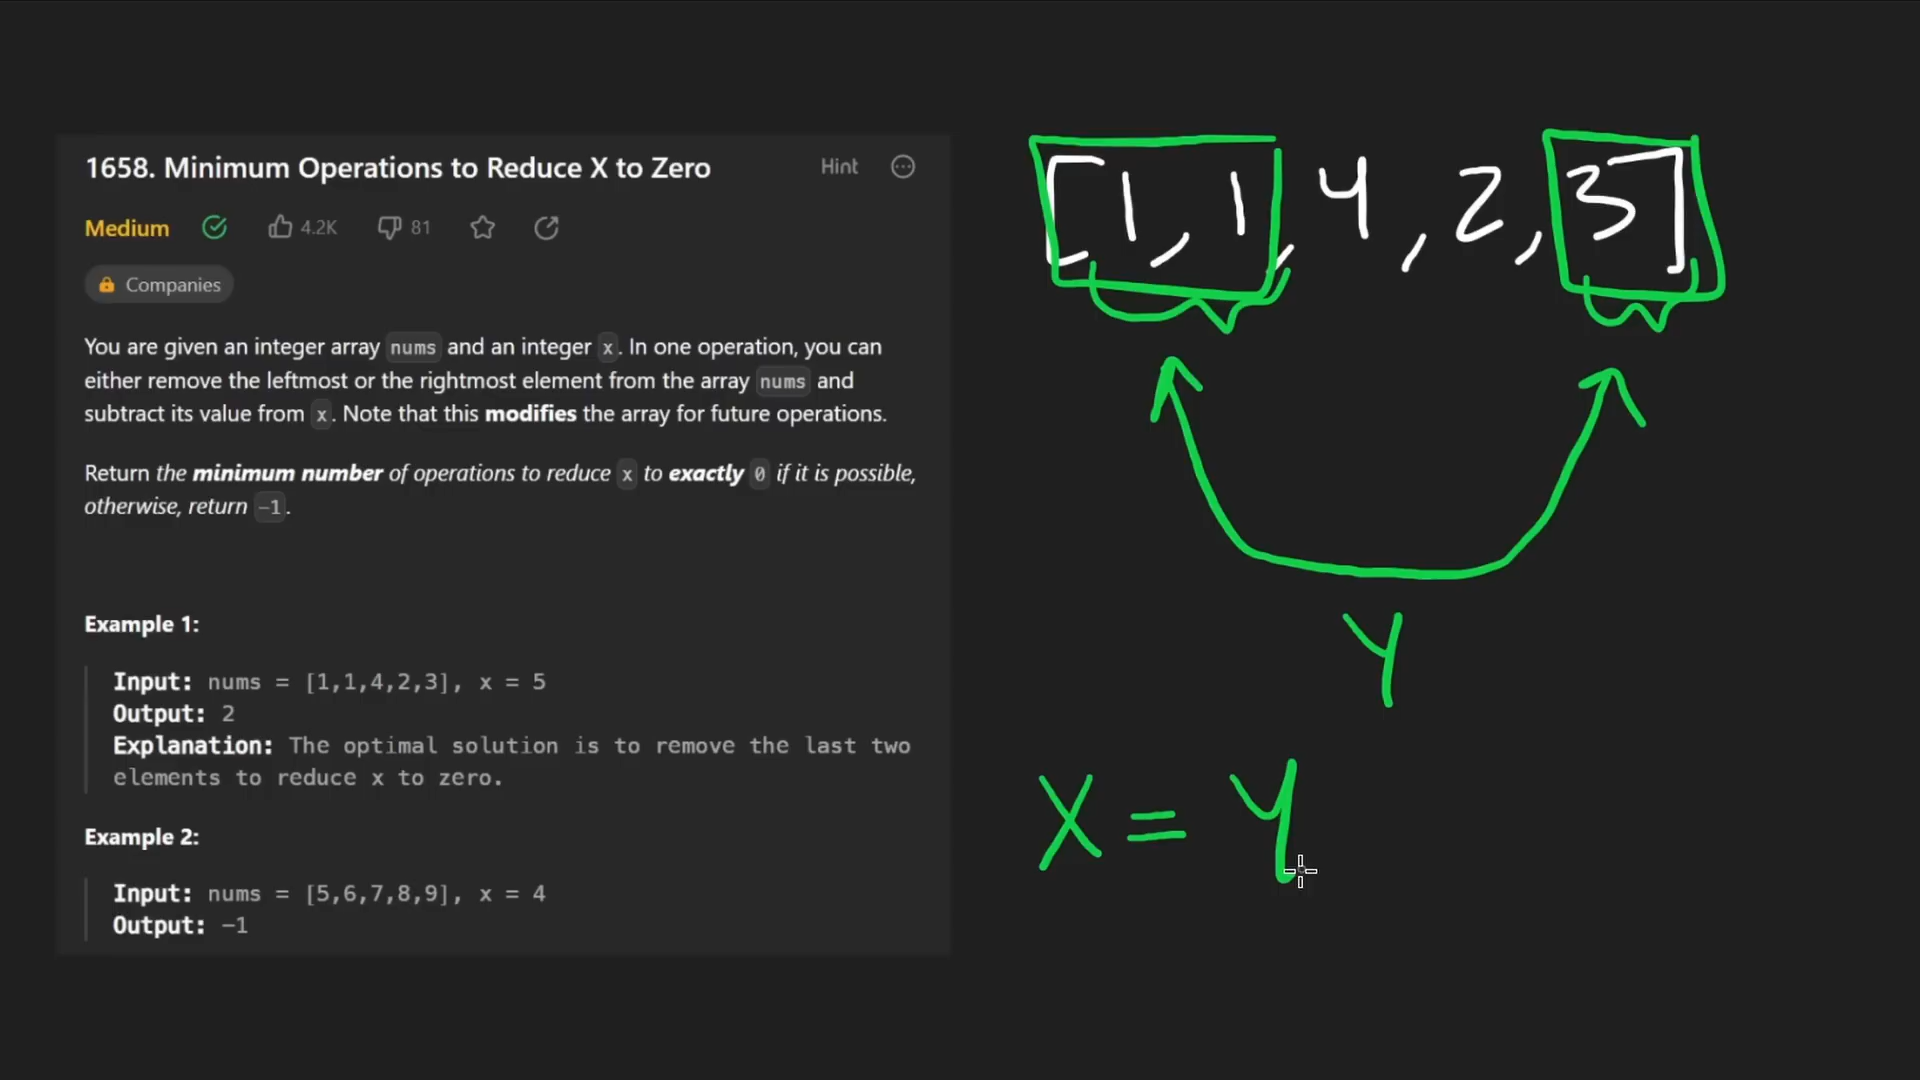 1658. Minimum Operations to Reduce X to Zero
Hint
Medium 4.2K 81
Companies
You are given an integer array nums and an integer x. In one operation, you can
either remove the leftmost or the rightmost element from the array nums and
subtract its value from x. Note that this modifies the array for future operations.
Return the minimum number of operations to reduce x to exactly 0 if it is possible,
otherwise, return -1.
Example 1:
Input: nums = [1,1,4,2,3], x = 5
Output: 2
Explanation: The optimal solution is to remove the last two
elements to reduce x to zero.
Example 2:
Input: nums = [5,6,7,8,9], x = 4
Output: -1
[1, 1, 4, 2, 3]
Y
X = Y